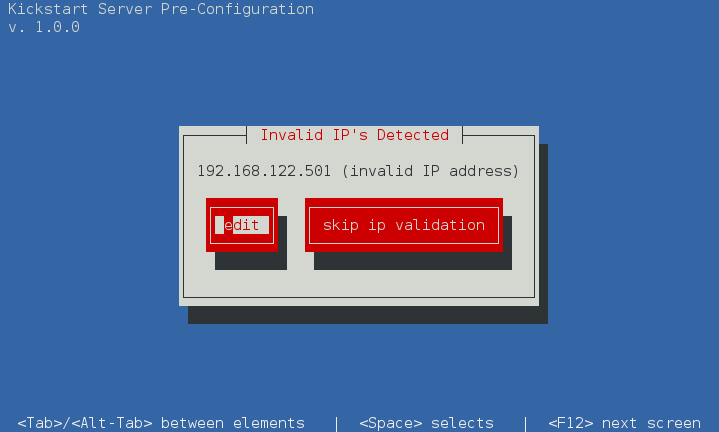 Kickstart Server Pre-Configuration
v. 1.0.0
Invalid IP's Detected
192.168.122.501 (invalid IP address)
edit skip ip validation
<Tab>/<Alt-Tab> between elements | <Space> selects | <F12> next screen